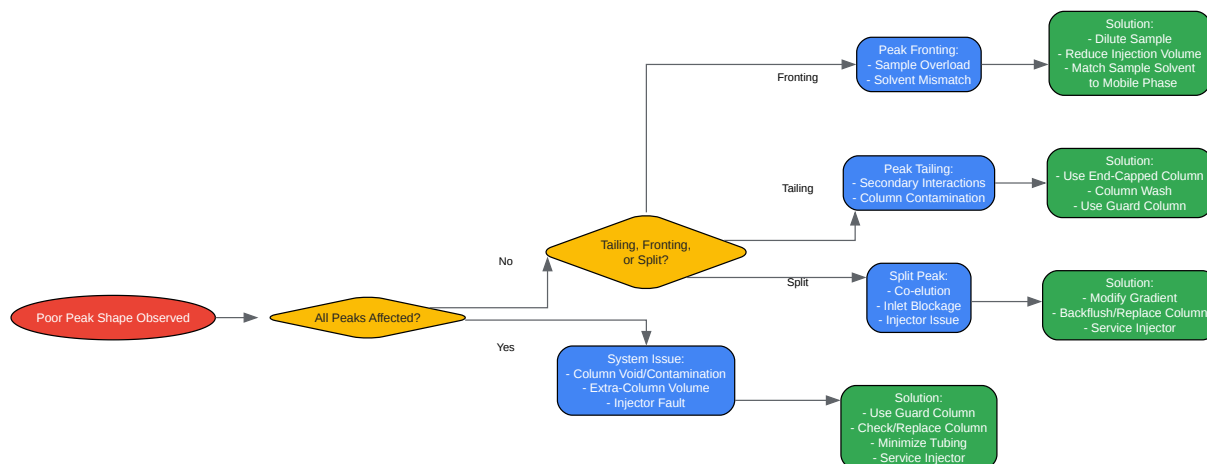 Poor Peak Shape Observed
All Peaks Affected?
No
Yes
Tailing, Fronting,
or Split?
Fronting
Tailing
Split
Peak Fronting:
- Sample Overload
- Solvent Mismatch
Solution:
- Dilute Sample
- Reduce Injection Volume
- Match Sample Solvent
to Mobile Phase
Peak Tailing:
- Secondary Interactions
- Column Contamination
Solution:
- Use End-Capped Column
- Column Wash
- Use Guard Column
Split Peak:
- Co-elution
- Inlet Blockage
- Injector Issue
Solution:
- Modify Gradient
- Backflush/Replace Column
- Service Injector
System Issue:
- Column Void/Contamination
- Extra-Column Volume
- Injector Fault
Solution:
- Use Guard Column
- Check/Replace Column
- Minimize Tubing
- Service Injector